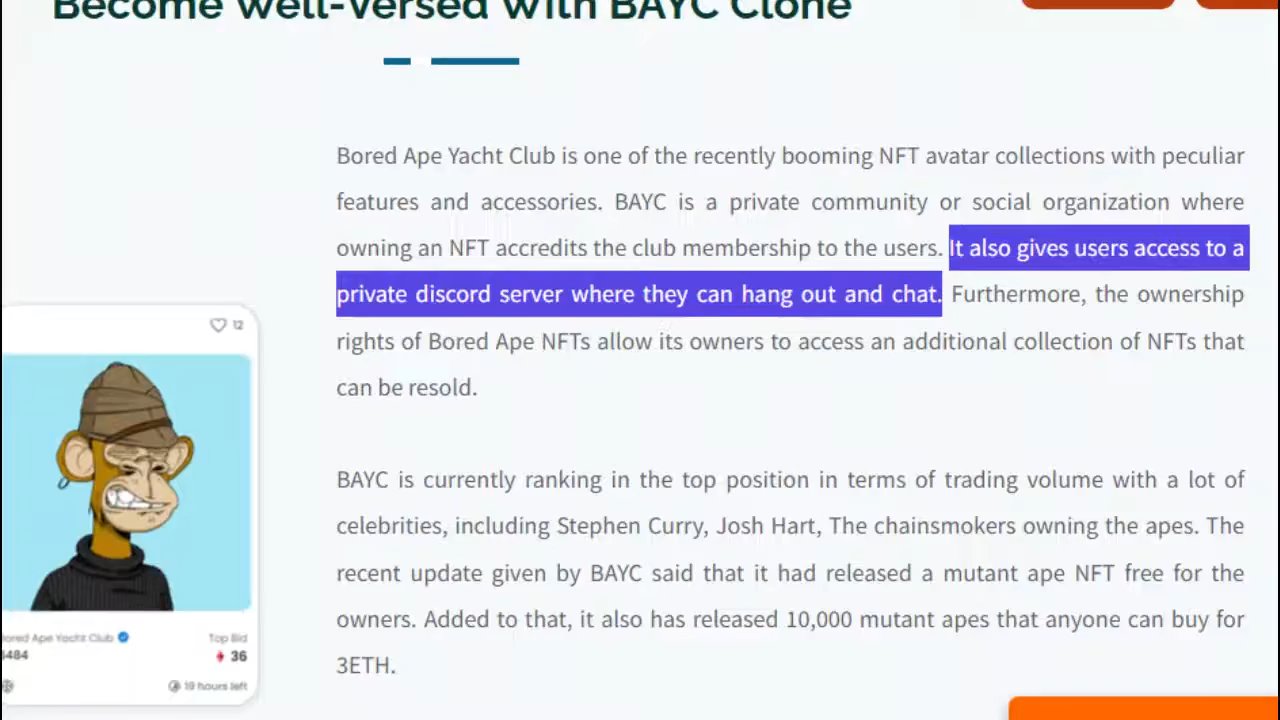 Become Well-Versed With BAYC Clone
Bored Ape Yacht Club is one of the recently booming NFT avatar collections with peculiar
features and accessories. BAYC is a private community or social organization where
owning an NFT accredits the club membership to the users. It also gives users access to a
private discord server where they can hang out and chat. Furthermore, the ownership
rights of Bored Ape NFTs allow its owners to access an additional collection of NFTs that
can be resold.
BAYC is currently ranking in the top position in terms of trading volume with a lot of
celebrities, including Stephen Curry, Josh Hart, The chainsmokers owning the apes. The
recent update given by BAYC said that it had released a mutant ape NFT free for the
owners. Added to that, it also has released 10,000 mutant apes that anyone can buy for
3ETH.
12
ored Ape Yacht Club Top Bid
484 36
19 hours left